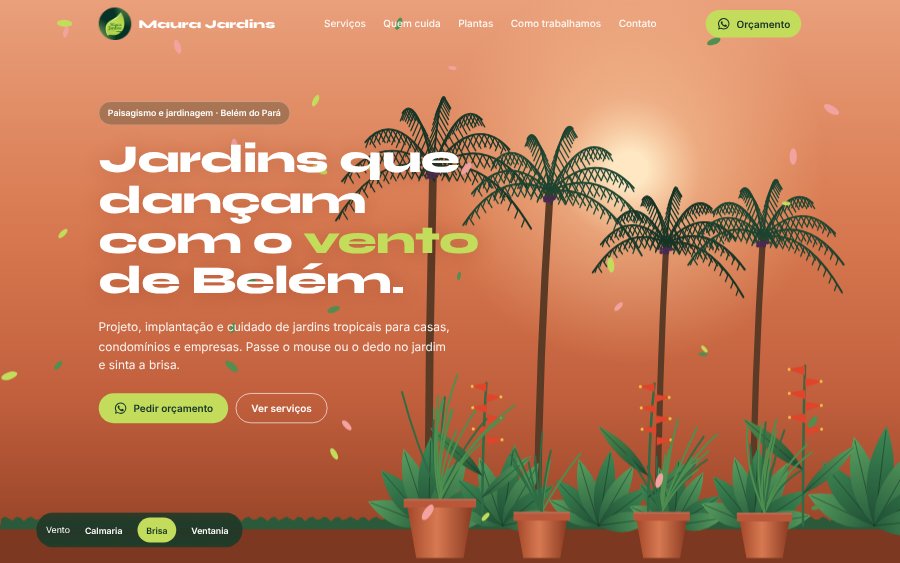 Maura Jardins
Serviços
Quem cuida
Plantas
Como trabalhamos
Contato
Orçamento
Paisagismo e jardinagem · Belém do Pará
Jardins que
dançam
com o vento
de Belém.
Projeto, implantação e cuidado de jardins tropicais para casas,
condomínios e empresas. Passe o mouse ou o dedo no jardim
e sinta a brisa.
Pedir orçamento
Ver serviços
Vento
Calmaria
Brisa
Ventania